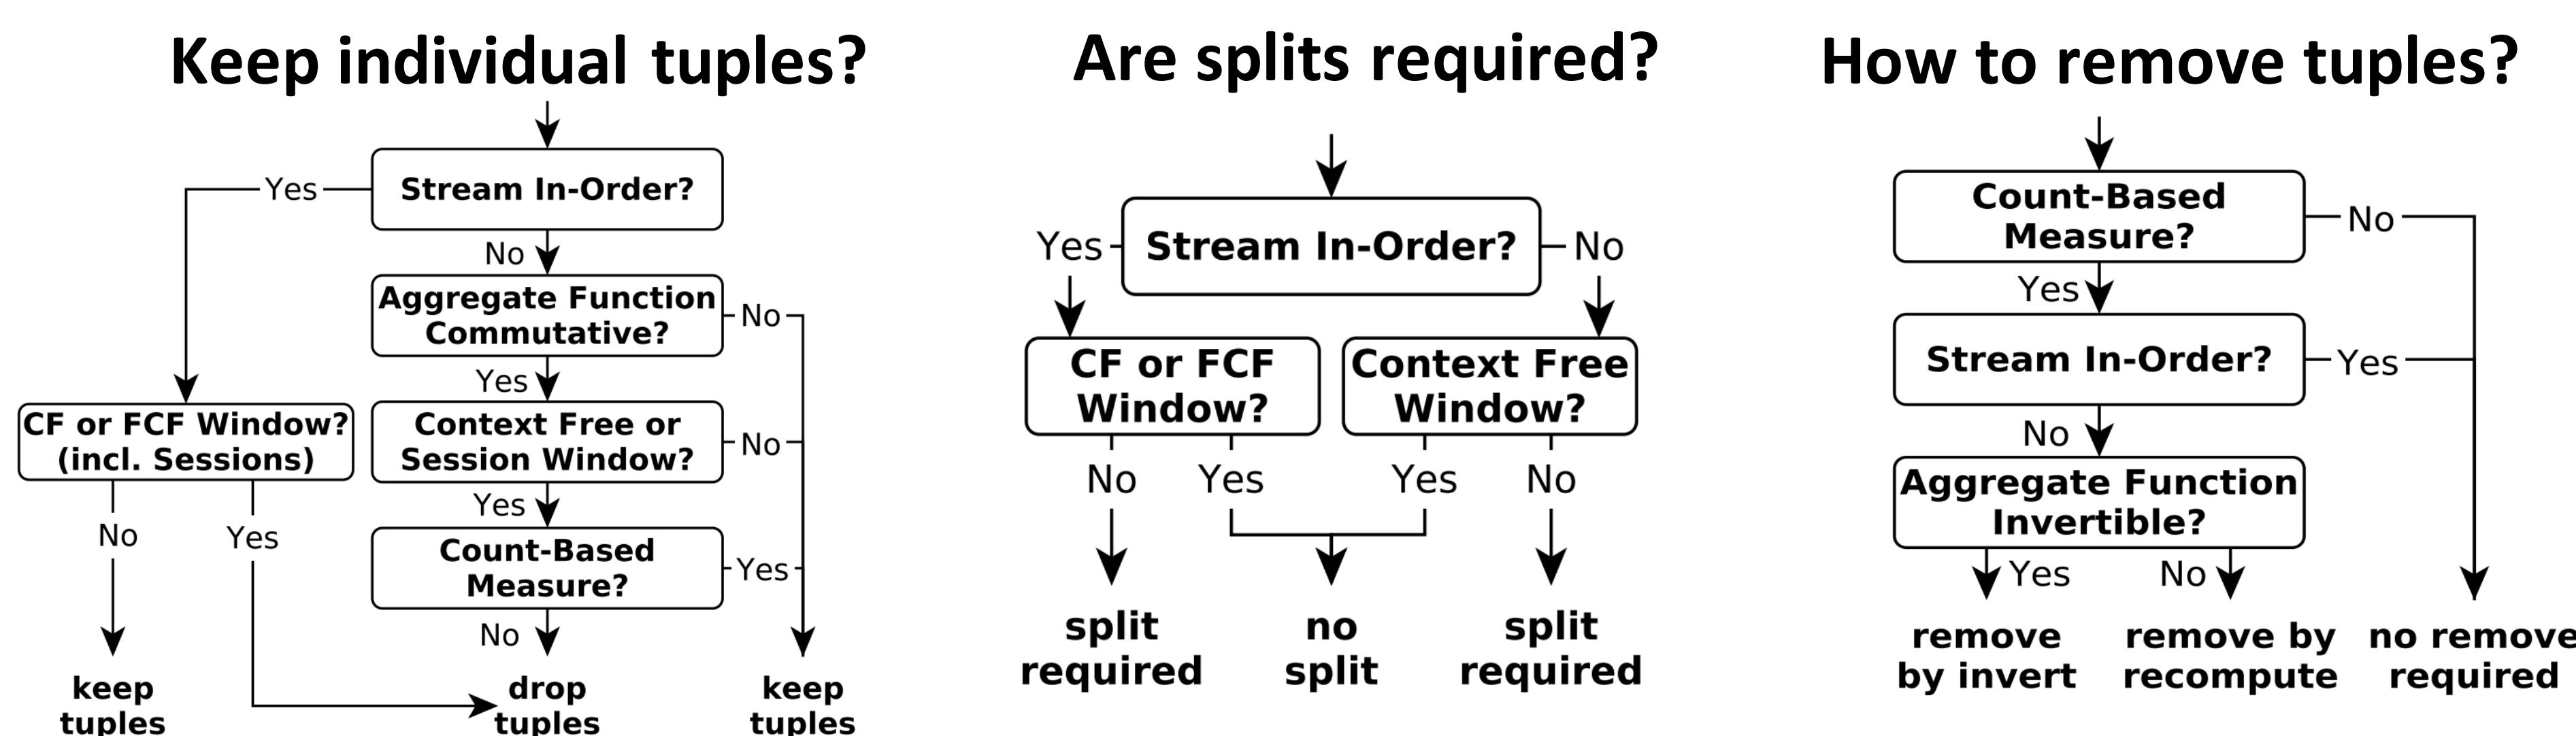 Keep individual tuples?
Stream In-Order?
Yes
No
Aggregate Function
Commutative?
No
Yes
CF or FCF Window?
(incl. Sessions)
Context Free or
Session Window?
No
Yes
No
Yes
Count-Based
Measure?
Yes
No
keep
tuples
drop
tuples
keep
tuples
Are splits required?
Stream In-Order?
Yes
No
CF or FCF
Window?
Context Free
Window?
No
Yes
Yes
No
split
required
no
split
split
required
How to remove tuples?
Count-Based
Measure?
No
Yes
Stream In-Order?
Yes
No
Aggregate Function
Invertible?
Yes
No
remove
by invert
remove by
recompute
no remove
required